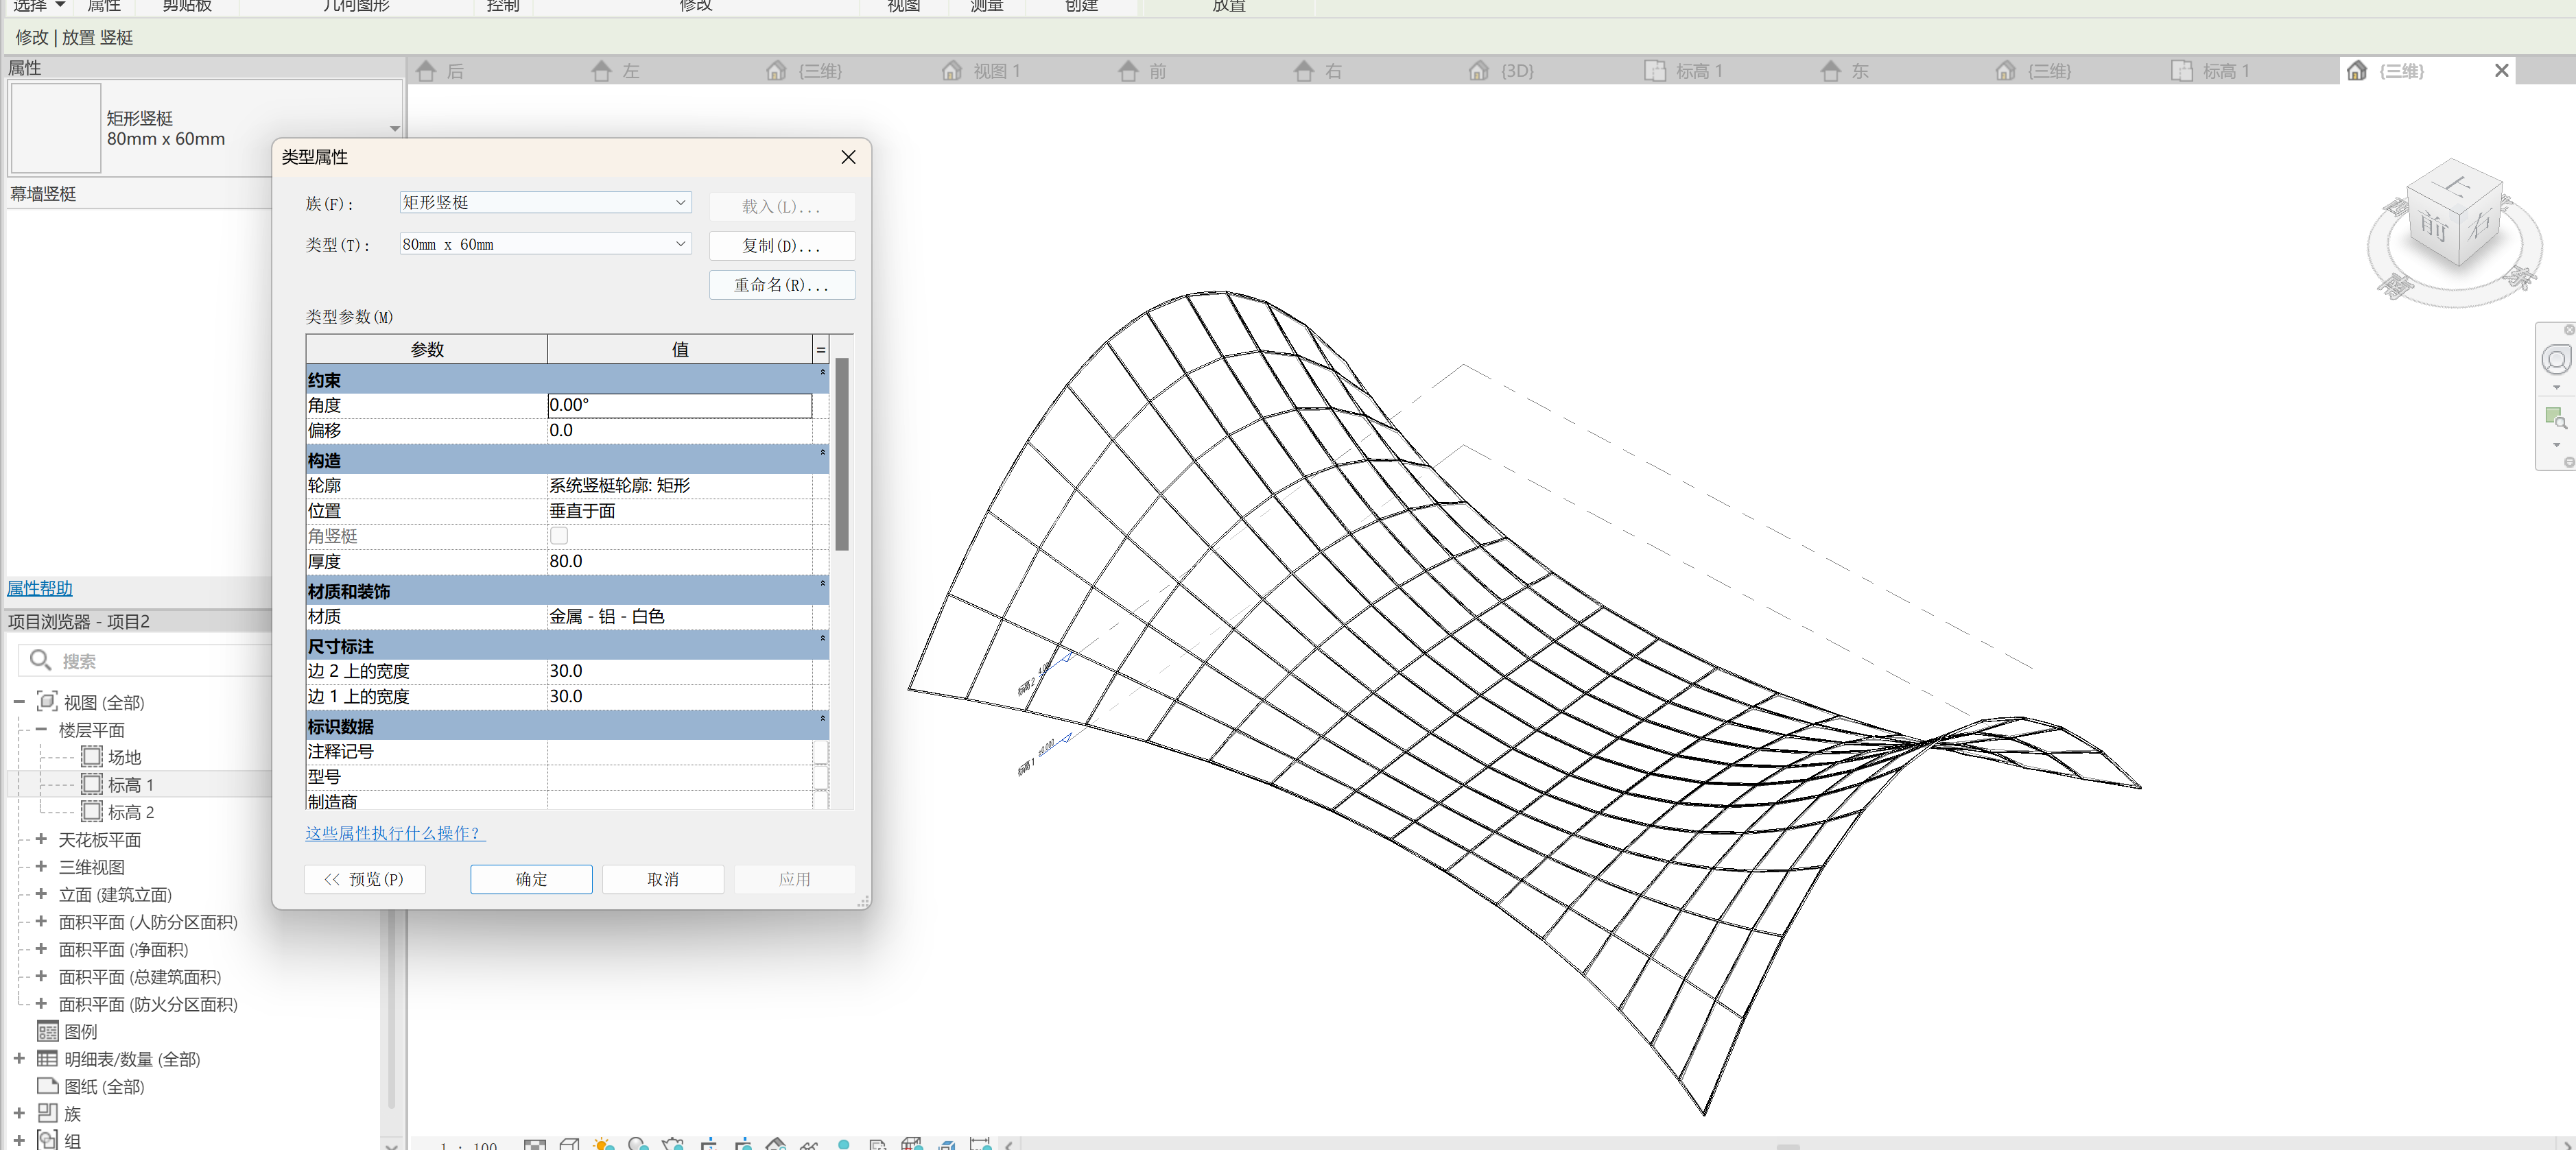 选择 属性 剪贴板 几何图形 控制 修改 视图 测量 创建 放置
修改 | 放置 竖梃
属性
后 左 {三维} 视图 1 前 右 {3D} 标高 1 东 {三维} 标高 1 {三维}
矩形竖梃
80mm x 60mm
幕墙竖梃
属性帮助
项目浏览器 - 项目2
搜索
视图 (全部)
楼层平面
场地
标高 1
标高 2
天花板平面
三维视图
立面 (建筑立面)
面积平面 (人防分区面积)
面积平面 (净面积)
面积平面 (总建筑面积)
面积平面 (防火分区面积)
图例
明细表/数量 (全部)
图纸 (全部)
族
组
类型属性
族(F): 矩形竖梃 载入(L)...
类型(T): 80mm x 60mm 复制(D)...
重命名(R)...
类型参数(M)
参数 值 =
约束
角度 0.00°
偏移 0.0
构造
轮廓 系统竖梃轮廓: 矩形
位置 垂直于面
角竖梃
厚度 80.0
材质和装饰
材质 金属 - 铝 - 白色
尺寸标注
边 2 上的宽度 30.0
边 1 上的宽度 30.0
标识数据
注释记号
型号
制造商
这些属性执行什么操作?
<< 预览(P) 确定 取消 应用
标高 2
标高 1
±0.000
上
前
右
南
东
1 : 100